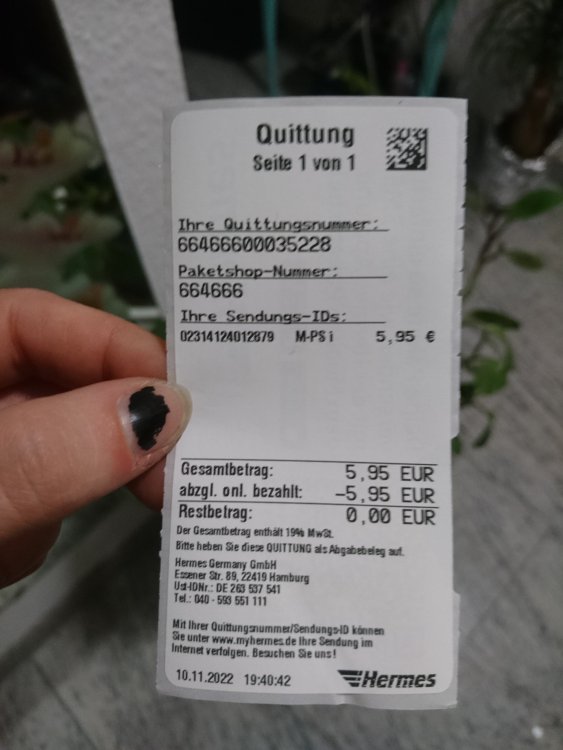 Quittung
Seite 1 von 1
Ihre Quittungsnummer:
66466600035228
Paketshop-Nummer:
664666
Ihre Sendungs-IDs:
02314124012879 M-PS i 5,95 €
Gesamtbetrag: 5,95 EUR
abzgl. onl. bezahlt: -5,95 EUR
Restbetrag: 0,00 EUR
Der Gesamtbetrag enthält 19% MwSt.
Bitte heben Sie diese QUITTUNG als Abgabebeleg auf.
Hermes Germany GmbH
Essener Str. 89, 22419 Hamburg
Ust-IDNr.: DE 263 537 541
Tel.: 040 - 593 551 111
Mit Ihrer Quittungsnummer/Sendungs-ID können
Sie unter www.myhermes.de Ihre Sendung im
Internet verfolgen. Besuchen Sie uns!
10.11.2022 19:40:42 Hermes